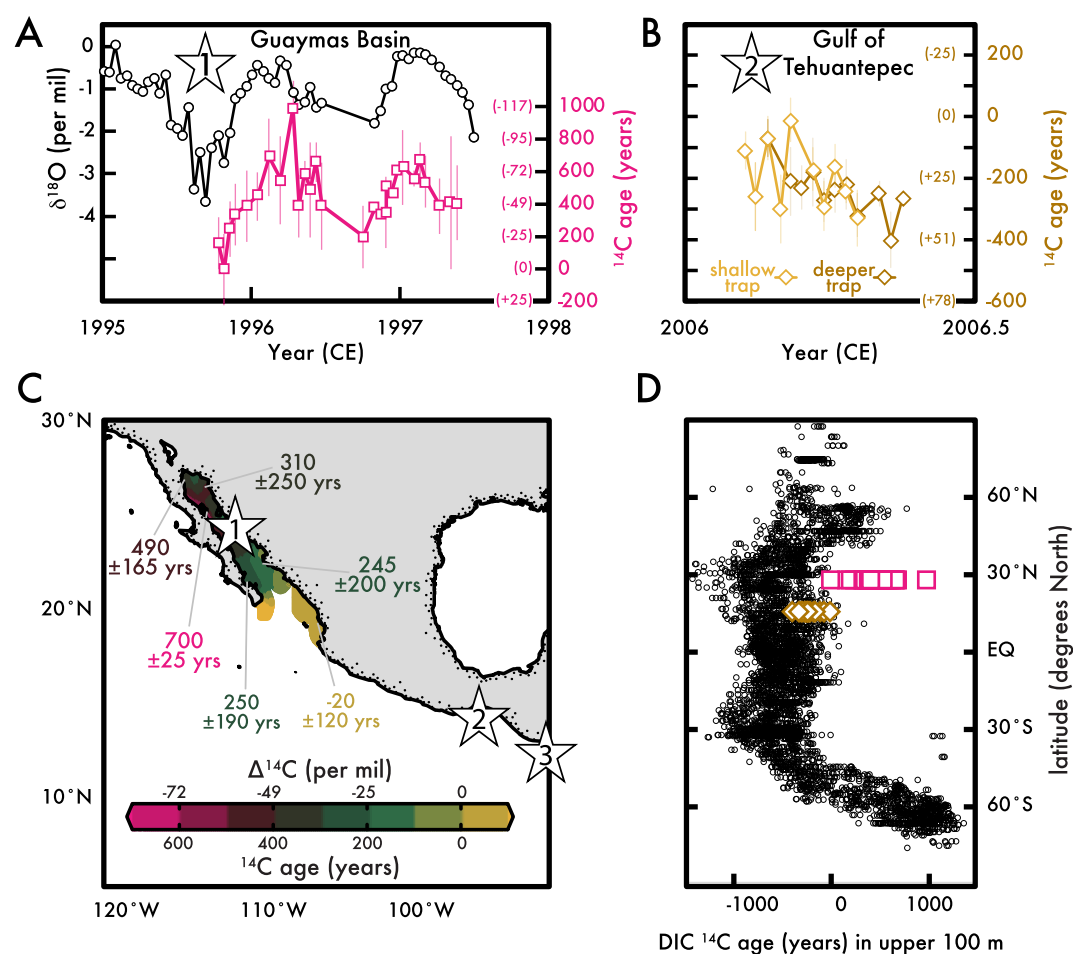 A
Guaymas Basin
1
δ18O (per mil)
0
-1
-2
-3
-4
(-117)
(-95)
(-72)
(-49)
(-25)
(0)
(+25)
1000
800
600
400
200
0
-200
14C age (years)
1995
1996
1997
1998
Year (CE)
B
Gulf of
Tehuantepec
2
(-25)
(0)
(+25)
(+51)
(+78)
200
0
-200
-400
-600
14C age (years)
shallow
trap
deeper
trap
2006
2006.5
Year (CE)
C
30°N
20°N
10°N
310
±250 yrs
490
±165 yrs
1
245
±200 yrs
700
±25 yrs
250
±190 yrs
-20
±120 yrs
2
3
Δ14C (per mil)
-72
-49
-25
0
600
400
200
0
14C age (years)
120°W
110°W
100°W
D
60°N
30°N
EQ
30°S
60°S
latitude (degrees North)
-1000
0
1000
DIC 14C age (years) in upper 100 m